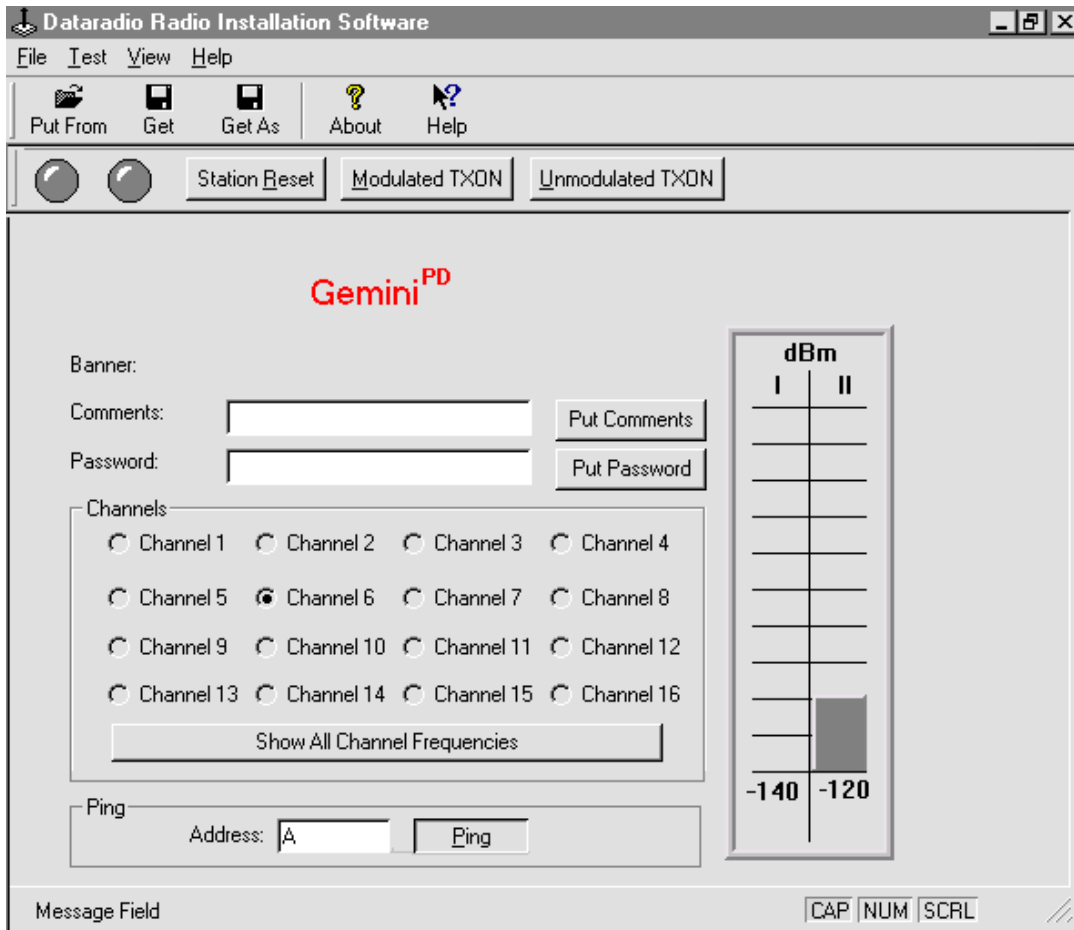 Dataradio Radio Installation Software
File Test View Help
Put From Get Get As About Help
Station Reset Modulated TXON Unmodulated TXON
Gemini PD
Banner:
Comments: Put Comments
Password: Put Password
Channels
Channel 1 Channel 2 Channel 3 Channel 4
Channel 5 Channel 6 Channel 7 Channel 8
Channel 9 Channel 10 Channel 11 Channel 12
Channel 13 Channel 14 Channel 15 Channel 16
Show All Channel Frequencies
Ping
Address: A Ping
dBm
I II
-140 -120
Message Field CAP NUM SCRL